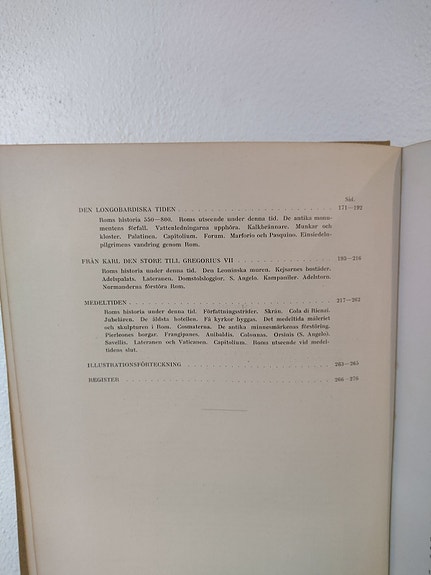 Sid.
DEN LONGOBARDISKA TIDEN . . . . . . . . . . . . . . . . . 171—192
Roms historia 550—800. Roms utseende under denna tid. De antika monu-
mentens förfall. Vattenledningarna upphöra. Kalkbrännare. Munkar och
kloster. Palatinen. Capitolium. Forum. Marforio och Pasquino. Einsiedeln-
pilgrimens vandring genom Rom.
FRÅN KARL DEN STORE TILL GREGORIUS VII . . . . . . . . . . 193—216
Roms historia under denna tid. Den Leoninska muren. Kejsarnes bostäder.
Adelspalats. Lateranen. Domstolsloggior. S. Angelo. Kampaniler. Adelstorn.
Normanderna förstöra Rom.
MEDELTIDEN . . . . . . . . . . . . . . . . . . . . . . . 217—262
Roms historia under denna tid. Författningsstrider. Skrån. Cola di Rienzi.
Jubelåren. De äldsta hotellen. Få kyrkor byggas. Det medeltida måleriet
och skulpturen i Rom. Cosmaterna. De antika minnesmärkenas förstöring.
Pierleones borgar. Frangipanes, Anibaldis, Colonnas, Orsinis (S. Angelo).
Savellis. Lateranen och Vaticanen. Capitolium. Roms utseende vid medel-
tidens slut.
ILLUSTRATIONSFÖRTECKNING . . . . . . . . . . . . . . . . 263—265
REGISTER . . . . . . . . . . . . . . . . . . . . . . . . 266—276